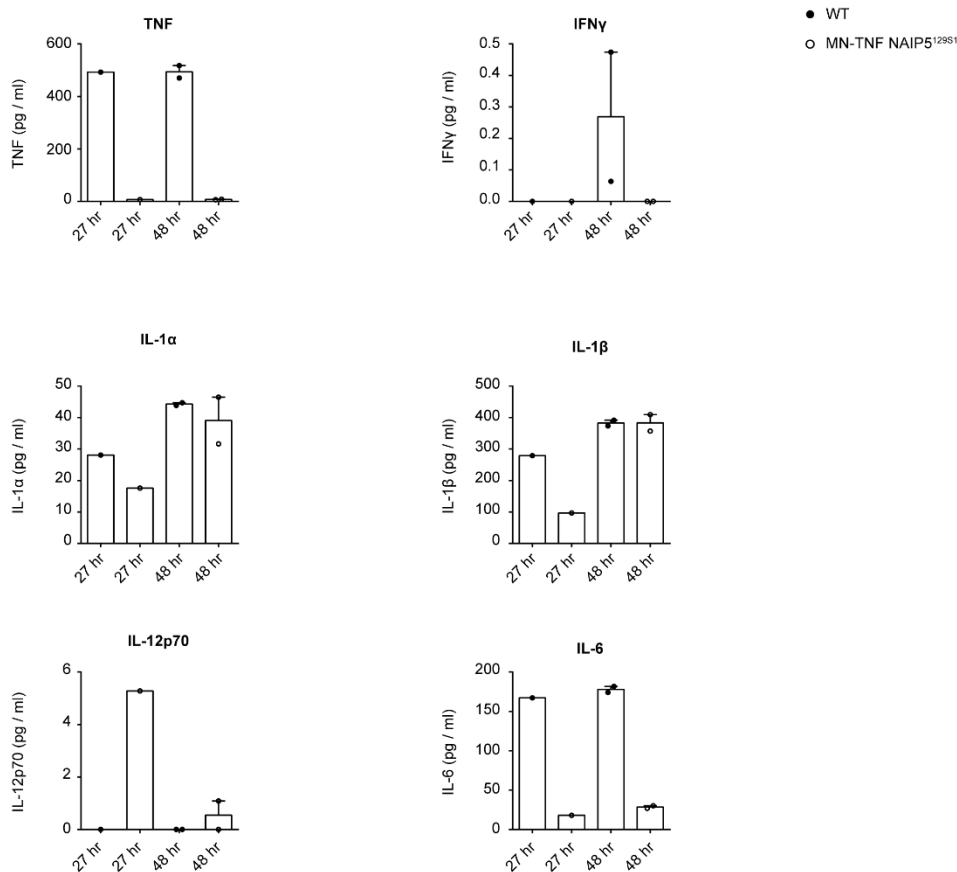 TNF
IFNγ
● WT
○ MN-TNF NAIP5¹²⁹ˢ¹
TNF (pg / ml)
600
400
200
0
27 hr
27 hr
48 hr
48 hr
IFNγ (pg / ml)
0.5
0.4
0.3
0.2
0.1
0.0
27 hr
27 hr
48 hr
48 hr
IL-1α
IL-1α (pg / ml)
50
40
30
20
10
0
27 hr
27 hr
48 hr
48 hr
IL-1β
IL-1β (pg / ml)
500
400
300
200
100
0
27 hr
27 hr
48 hr
48 hr
IL-12p70
IL-12p70 (pg / ml)
6
4
2
0
27 hr
27 hr
48 hr
48 hr
IL-6
IL-6 (pg / ml)
200
150
100
50
0
27 hr
27 hr
48 hr
48 hr